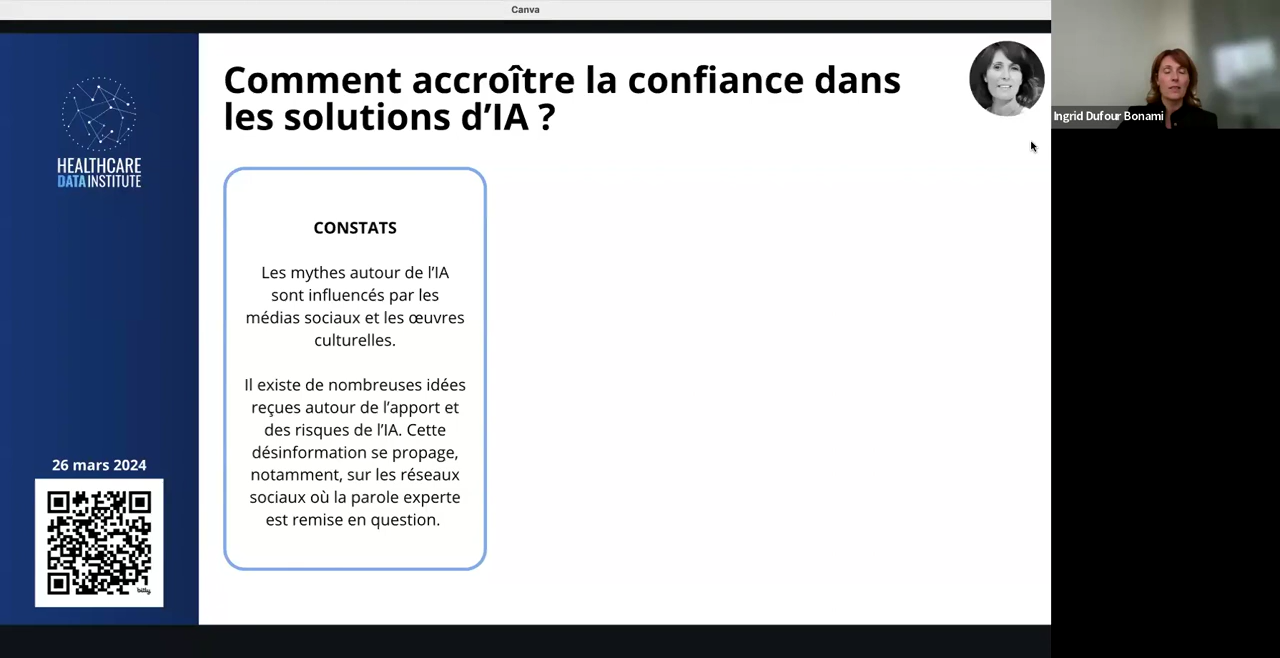 Canva
Comment accroître la confiance dans
les solutions d’IA ?
HEALTHCARE
DATA INSTITUTE
Ingrid Dufour Bonami
CONSTATS
Les mythes autour de l’IA
sont influencés par les
médias sociaux et les œuvres
culturelles.
Il existe de nombreuses idées
reçues autour de l’apport et
des risques de l’IA. Cette
désinformation se propage,
notamment, sur les réseaux
sociaux où la parole experte
est remise en question.
26 mars 2024
bitly